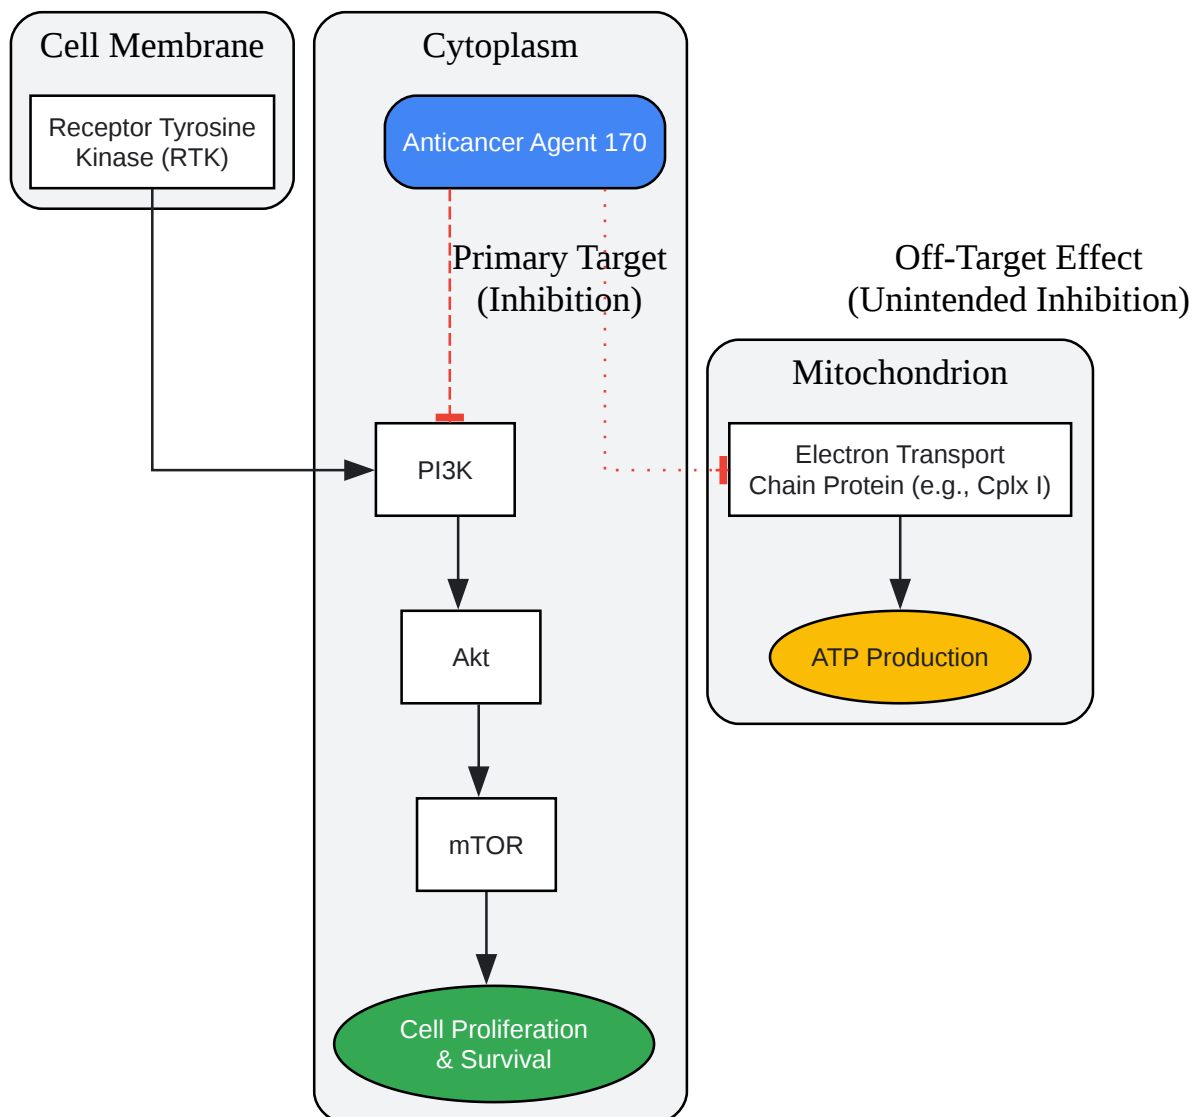 Cell Membrane
Receptor Tyrosine
Kinase (RTK)
Cytoplasm
Anticancer Agent 170
Primary Target
(Inhibition)
Off-Target Effect
(Unintended Inhibition)
Mitochondrion
Electron Transport
Chain Protein (e.g., Cplx I)
ATP Production
PI3K
Akt
mTOR
Cell Proliferation
& Survival